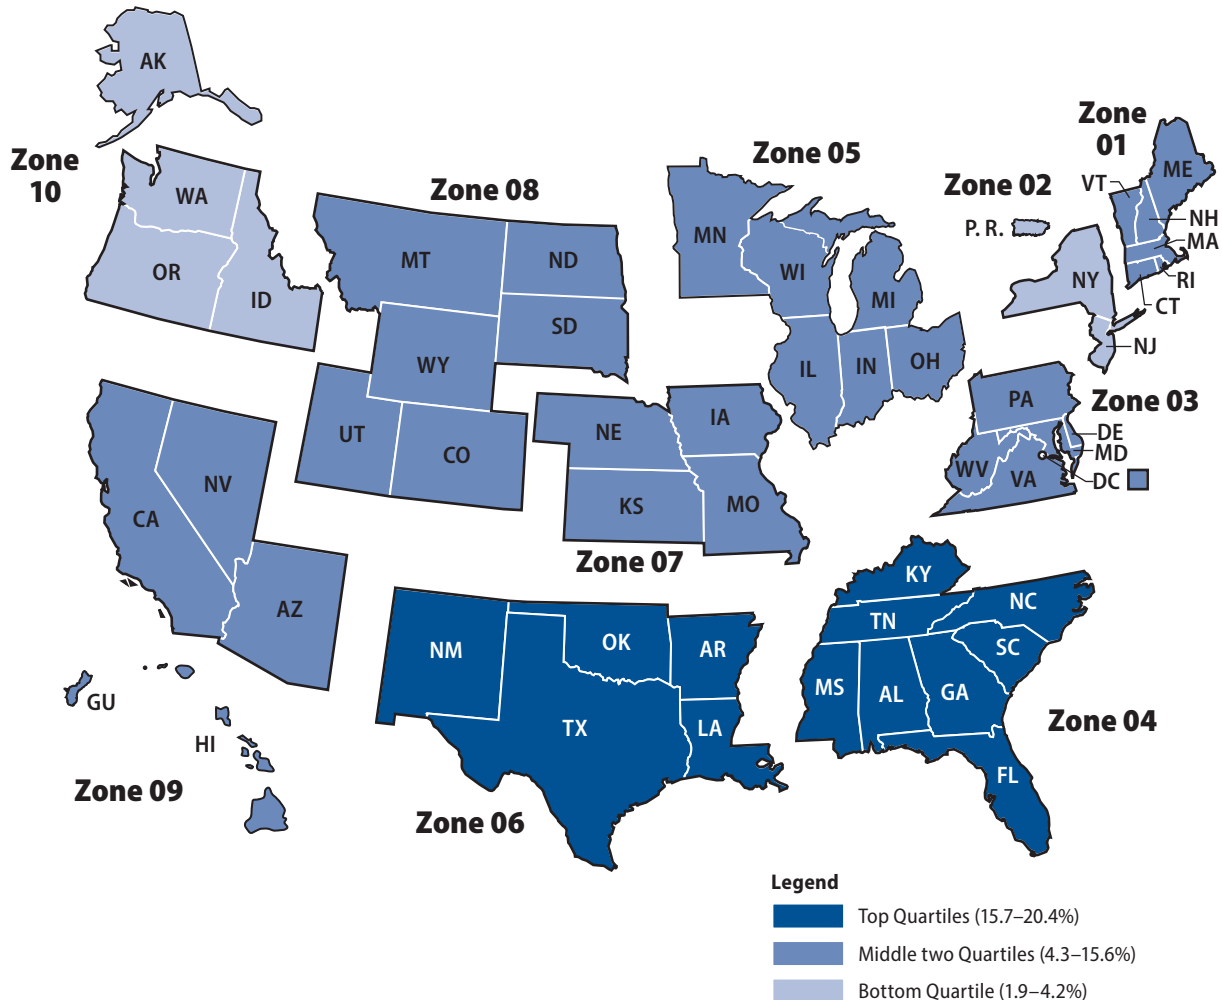 AK
Zone
10
WA
OR
ID
Zone 08
MT
ND
SD
WY
UT
CO
Zone 05
MN
WI
MI
IL
IN
OH
Zone
01
ME
VT
NH
MA
RI
CT
Zone 02
P. R.
NY
NJ
Zone 03
PA
DE
MD
WV
VA
DC
NE
IA
KS
MO
Zone 07
CA
NV
AZ
GU
HI
Zone 09
NM
OK
AR
TX
LA
Zone 06
KY
TN
NC
SC
MS
AL
GA
FL
Zone 04
Legend
Top Quartiles (15.7–20.4%)
Middle two Quartiles (4.3–15.6%)
Bottom Quartile (1.9–4.2%)